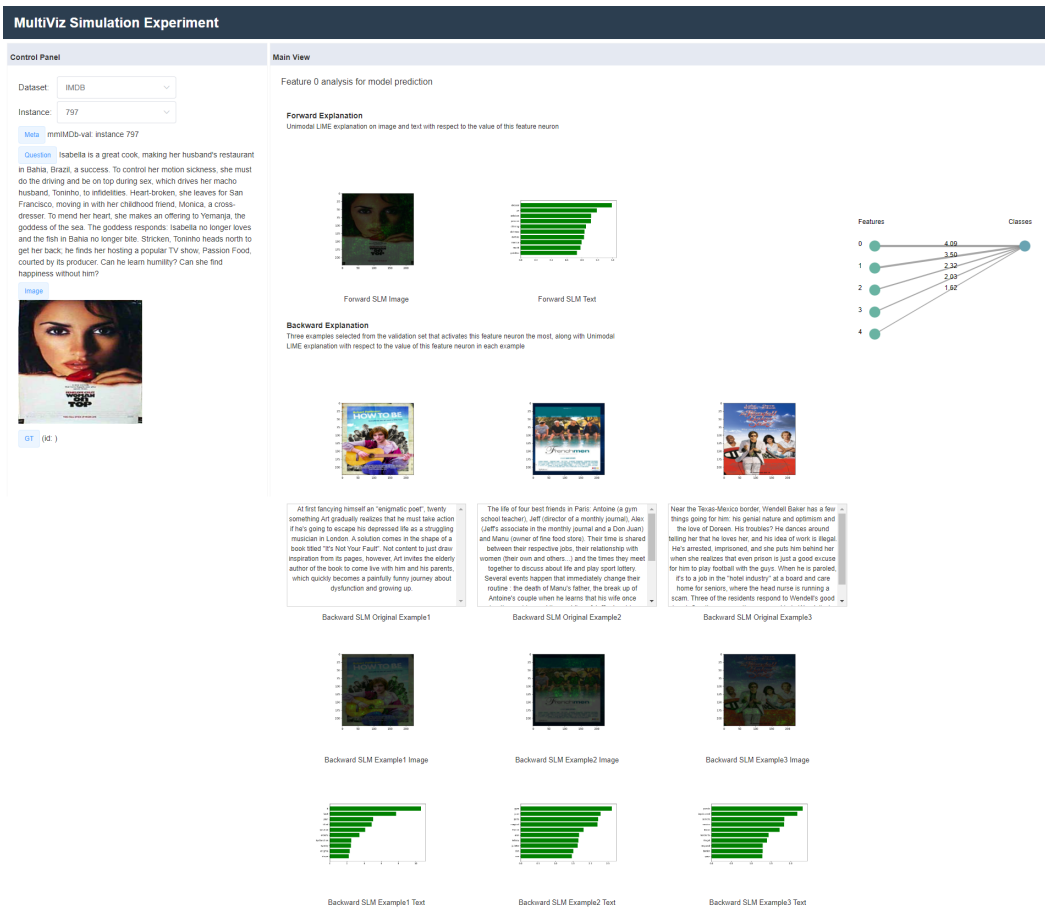 MultiViz Simulation Experiment
Control Panel
Dataset: IMDB
Instance: 797
Meta mmIMDb-val: instance 797
Question Isabella is a great cook, making her husband's restaurant
in Bahia, Brazil, a success. To control her motion sickness, she must
do the driving and be on top during sex, which drives her macho
husband, Toninho, to infidelities. Heart-broken, she leaves for San
Francisco, moving in with her childhood friend, Monica, a cross-
dresser. To mend her heart, she makes an offering to Yemanja, the
goddess of the sea. The goddess responds. Isabella no longer loves
and the fish in Bahia no longer bite. Stricken, Toninho heads north to
get her back; he finds her hosting a popular TV show, Passion Food,
courted by its producer. Can he learn humility? Can she find
happiness without him?
Image
WOMAN
ON
TOP
GT (id: )
Main View
Feature 0 analysis for model prediction
Forward Explanation
Unimodal LIME explanation on image and text with respect to the value of this feature neuron
Forward SLM Image
Forward SLM Text
Backward Explanation
Three examples selected from the validation set that activates this feature neuron the most, along with Unimodal
LIME explanation with respect to the value of this feature neuron in each example
HOW TO BE
Frenchmen
At first fancying himself an "enigmatic poet", twenty
something Art gradually realizes that he must take action
if he's going to escape his depressed life as a struggling
musician in London. A solution comes in the shape of a
book titled "It's Not Your Fault". Not content to just draw
inspiration from its pages, however, Art invites the elderly
author of the book to come live with him and his parents,
which quickly becomes a painfully funny journey about
dysfunction and growing up.
The life of four best friends in Paris: Antoine (a gym
school teacher), Jeff (director of a monthly journal), Alex
(Jeff's associate in the monthly journal and a Don Juan)
and Manu (owner of fine food store). Their time is shared
between their respective jobs, their relationship with
women (their own and others...) and the times they meet
together to discuss about life and play sport lottery.
Several events happen that immediately change their
routine : the death of Manu's father, the break up of
Antoine's couple when he learns that his wife once
Near the Texas-Mexico border, Wendell Baker has a few
things going for him: his genial nature and optimism and
the love of Doreen. His troubles? He dances around
telling her that he loves her, and his idea of work is illegal.
He's arrested, imprisoned, and she puts him behind her
when she realizes that even prison is just a good excuse
for him to play football with the guys. When he is paroled,
it's to a job in the "hotel industry" at a board and care
home for seniors, where the head nurse is running a
scam. Three of the residents respond to Wendell's good
Backward SLM Original Example1
Backward SLM Original Example2
Backward SLM Original Example3
HOW TO BE
Frenchmen
Backward SLM Example1 Image
Backward SLM Example2 Image
Backward SLM Example3 Image
Backward SLM Example1 Text
Backward SLM Example2 Text
Backward SLM Example3 Text
Features
Classes
0
1
2
3
4
4.09
3.50
2.32
2.03
1.62